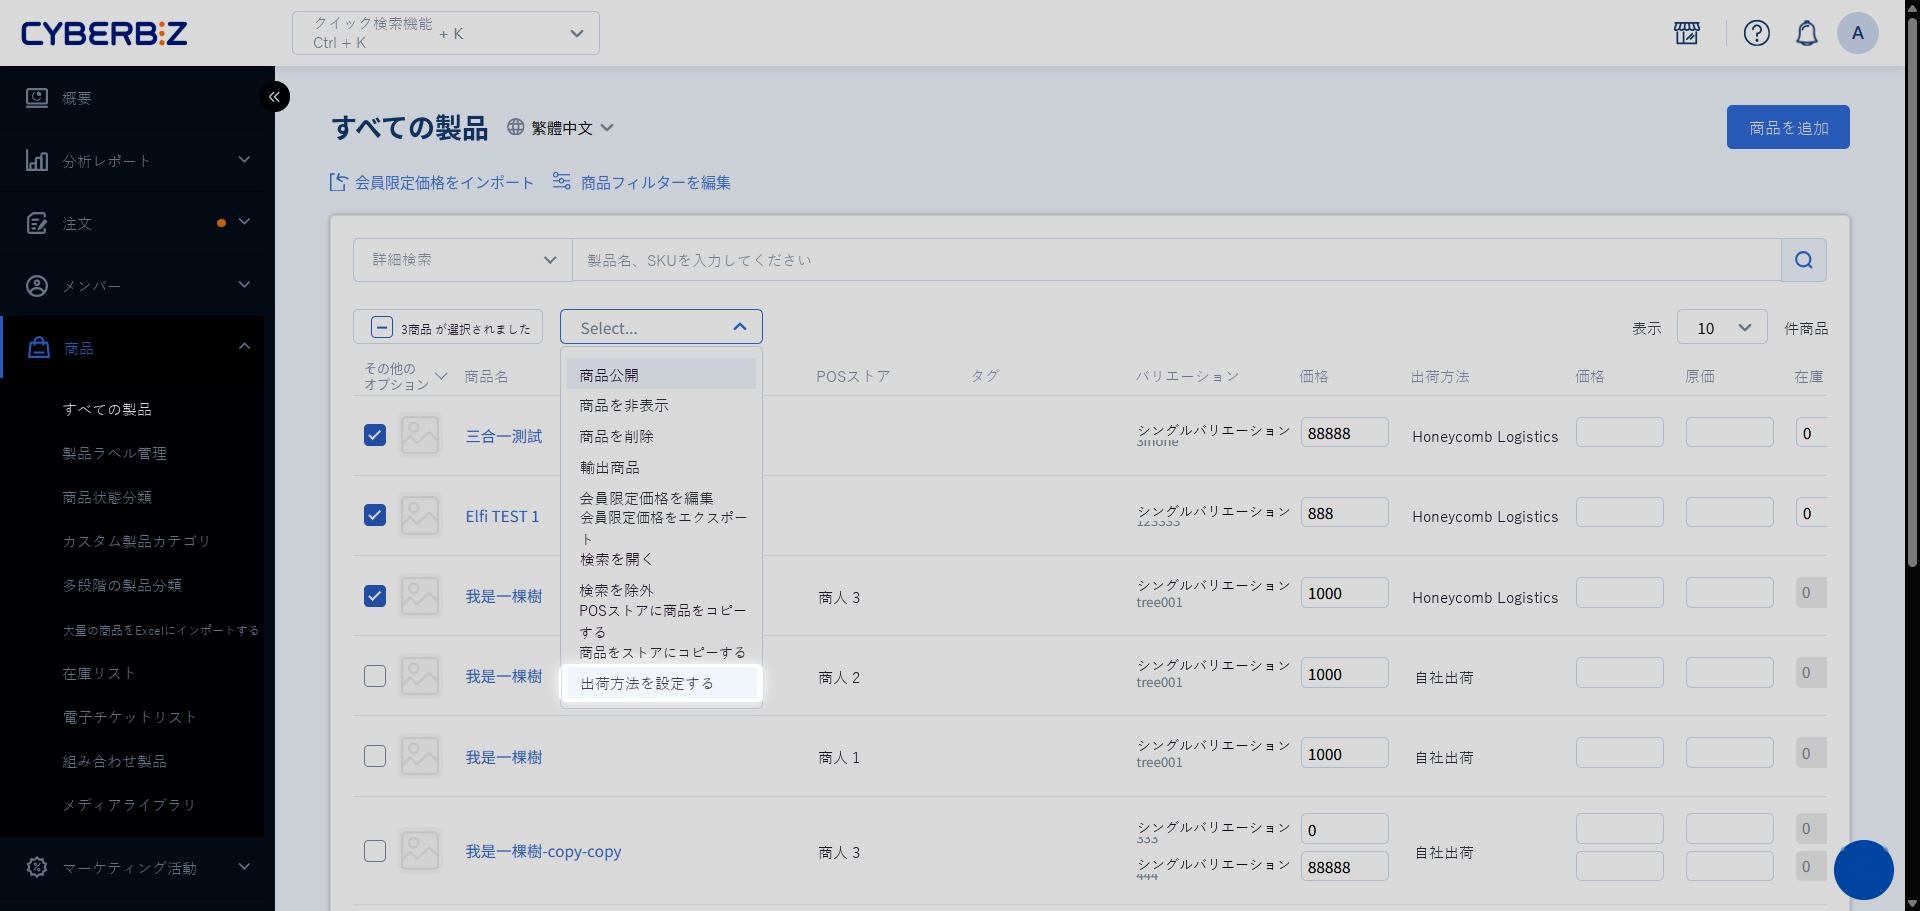 CYBERBIZ
クイック検索機能
Ctrl + K
+ K
A
概要
分析レポート
注文
メンバー
商品
すべての製品
製品ラベル管理
商品状態分類
カスタム製品カテゴリ
多段階の製品分類
大量の商品をExcelにインポートする
在庫リスト
電子チケットリスト
組み合わせ製品
メディアライブラリ
マーケティング活動
すべての製品
繁體中文
商品を追加
会員限定価格をインポート
商品フィルターを編集
詳細検索
製品名、SKUを入力してください
3商品 が選択されました
Select...
表示
10
件商品
その他の
オプション
商品名
POSストア
タグ
バリエーション
価格
出荷方法
価格
原価
在庫
商品公開
商品を非表示
商品を削除
輸出商品
会員限定価格を編集
会員限定価格をエクスポー
ト
検索を開く
検索を除外
POSストアに商品をコピー
する
商品をストアにコピーする
出荷方法を設定する
三合一測試
シングルバリエーション
3mone
88888
Honeycomb Logistics
0
Elfi TEST 1
シングルバリエーション
123333
888
Honeycomb Logistics
0
我是一棵樹
商人 3
シングルバリエーション
tree001
1000
Honeycomb Logistics
0
我是一棵樹
商人 2
シングルバリエーション
tree001
1000
自社出荷
0
我是一棵樹
商人 1
シングルバリエーション
tree001
1000
自社出荷
0
我是一棵樹-copy-copy
商人 3
シングルバリエーション
333
0
自社出荷
0
シングルバリエーション
444
88888
0